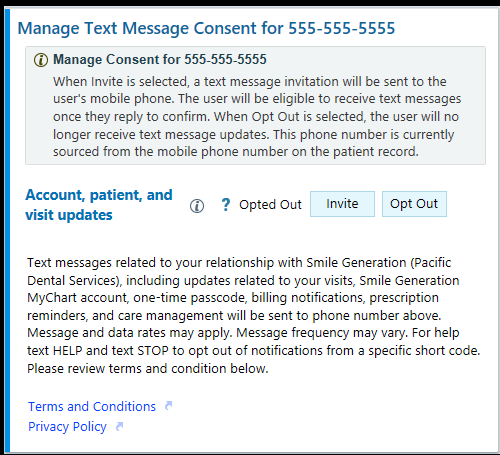 Manage Text Message Consent for 555-555-5555
Manage Consent for 555-555-5555
When Invite is selected, a text message invitation will be sent to the
user's mobile phone. The user will be eligible to receive text messages
once they reply to confirm. When Opt Out is selected, the user will no
longer receive text message updates. This phone number is currently
sourced from the mobile phone number on the patient record.
Account, patient, and
visit updates
? Opted Out Invite Opt Out
Text messages related to your relationship with Smile Generation (Pacific
Dental Services), including updates related to your visits, Smile Generation
MyChart account, one-time passcode, billing notifications, prescription
reminders, and care management will be sent to phone number above.
Message and data rates may apply. Message frequency may vary. For help
text HELP and text STOP to opt out of notifications from a specific short code.
Please review terms and condition below.
Terms and Conditions
Privacy Policy